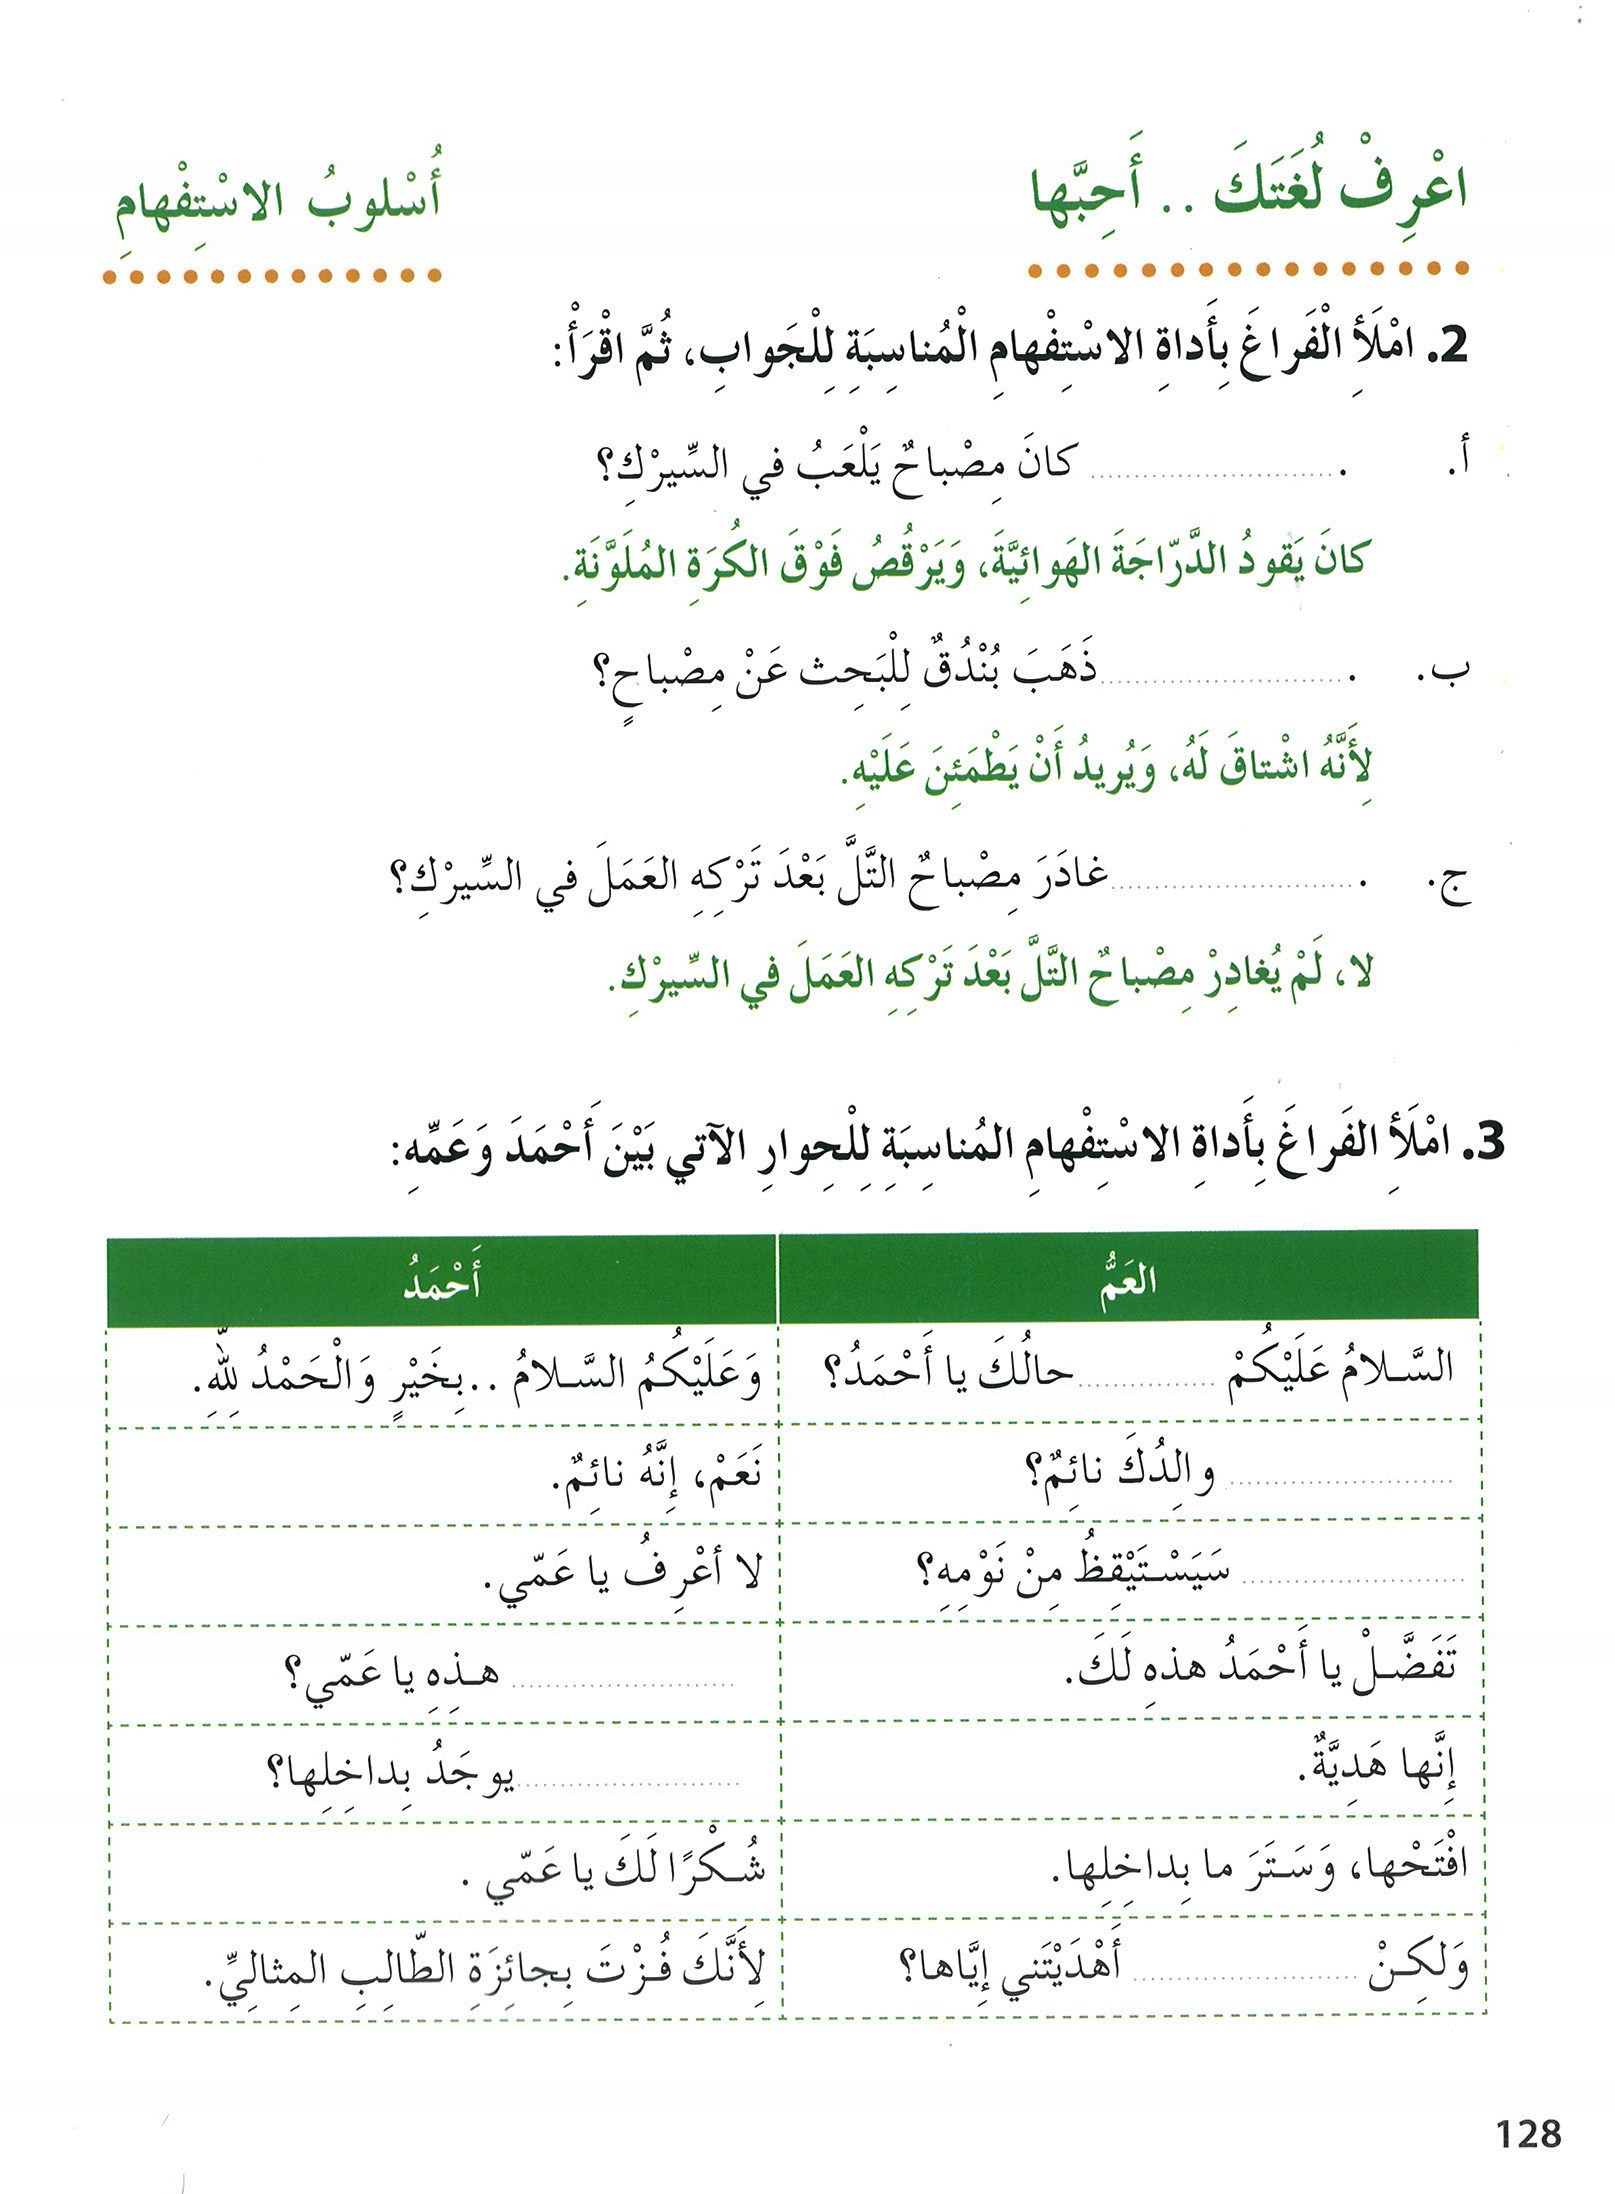 اعْرِفْ لُغَتَكَ .. أَحِبَّها
أُسْلوبُ الاسْتِفْهامِ
2. امْلَأِ الْفَراغَ بِأَداةِ الاسْتِفْهامِ الْمُناسِبَةِ لِلْجَوابِ، ثُمَّ اقْرَأْ:
أ. ........................ كانَ مِصْباحٌ يَلْعَبُ في السِّيرْكِ؟
كانَ يَقودُ الدَّرّاجَةَ الهَوائِيَّةَ، وَيَرْقُصُ فَوْقَ الكُرَةِ المُلَوَّنَةِ.
ب. ........................ ذَهَبَ بُنْدُقٌ لِلْبَحِث عَنْ مِصْباحٍ؟
لِأَنَّهُ اشْتاقَ لَهُ، وَيُريدُ أَنْ يَطْمَئِنَ عَلَيْهِ.
ج. ........................ غادَرَ مِصْباحٌ التَّلَّ بَعْدَ تَرْكِهِ العَمَلَ في السِّيرْكِ؟
لا، لَمْ يُغادِرْ مِصْباحٌ التَّلَّ بَعْدَ تَرْكِهِ العَمَلَ في السِّيرْكِ.
3. امْلَأِ الفَراغَ بِأَداةِ الاسْتِفْهامِ المُناسِبَةِ لِلْحِوارِ الآتي بَيْنَ أَحْمَدَ وَعَمِّهِ:
العَمُّ أَحْمَدُ
السَّلامُ عَلَيْكُمْ .............. حالُكَ يا أَحْمَدُ؟ وَعَلَيْكُمُ السَّلامُ ..بِخَيْرٍ وَالْحَمْدُ لِلّهِ.
........................ والِدُكَ نائِمٌ؟ نَعَمْ، إِنَّهُ نائِمٌ.
........................ سَيَسْتَيْقِظُ مِنْ نَوْمِهِ؟ لا أعْرِفُ يا عَمّي.
تَفَضَّلْ يا أَحْمَدُ هذهِ لَكَ. ........................ هذِهِ يا عَمّي؟
إِنَّها هَدِيَّةٌ. ........................ يوجَدُ بِداخِلِها؟
افْتَحْها، وَسَتَرَ ما بِداخِلِها. شُكْرًا لَكَ يا عَمّي .
وَلكِنْ ........................ أَهْدَيْتَني إِيَّاها؟ لِأَنَّكَ فُزْتَ بِجائِزَةِ الطّالِبِ المِثالِيِّ.
128